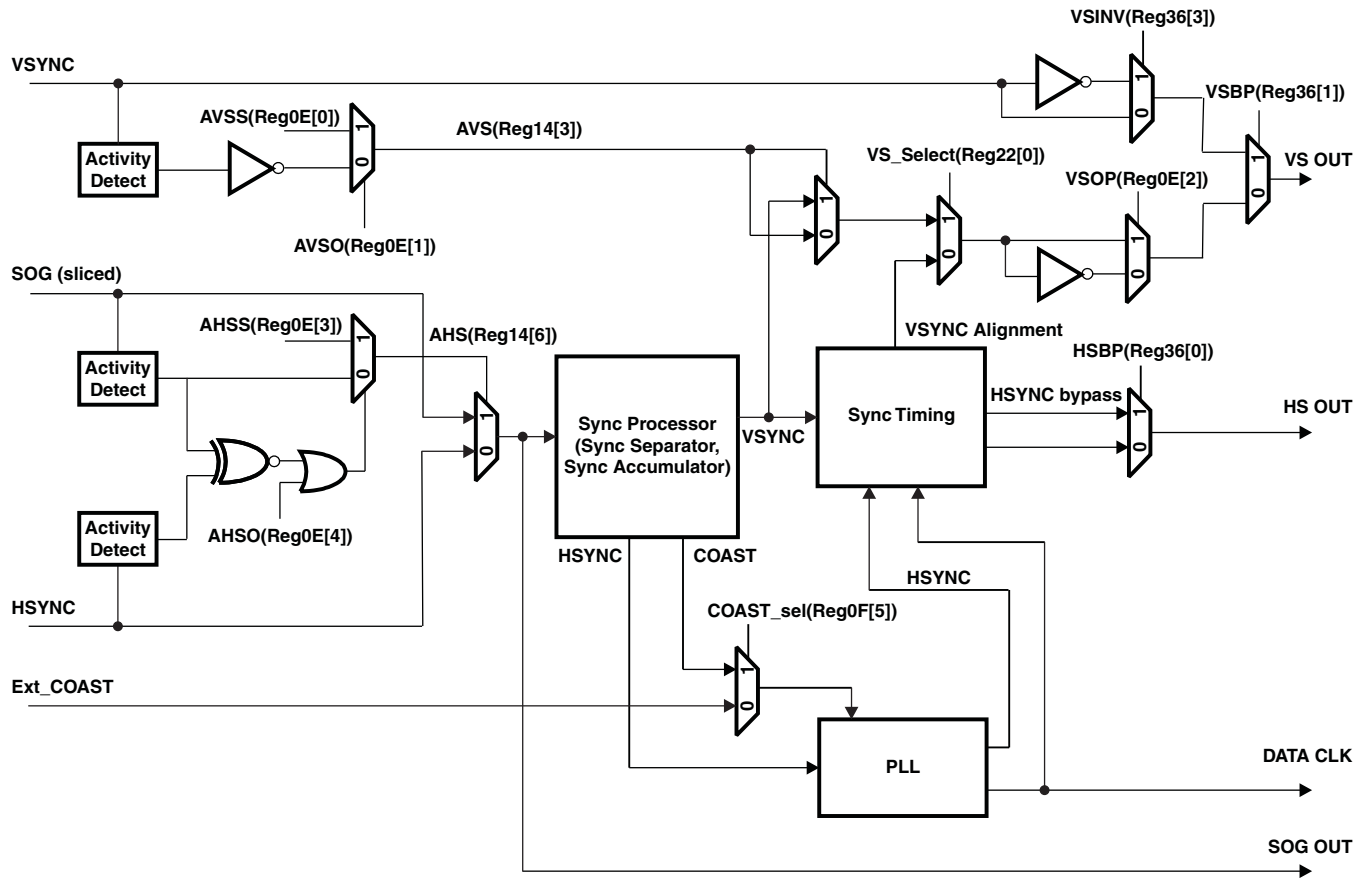 VSINV(Reg36[3])
VSYNC
1
0
VSBP(Reg36[1])
AVSS(Reg0E[0])
1
0
AVS(Reg14[3])
Activity
Detect
VS_Select(Reg22[0])
1
0
VS OUT
VSOP(Reg0E[2])
1
0
1
0
1
0
AVSO(Reg0E[1])
SOG (sliced)
AHSS(Reg0E[3])
1
0
AHS(Reg14[6])
VSYNC Alignment
HSBP(Reg36[0])
Activity
Detect
1
0
Sync Processor
(Sync Separator,
Sync Accumulator)
VSYNC
Sync Timing
HSYNC bypass
1
0
HS OUT
Activity
Detect
AHSO(Reg0E[4])
HSYNC
COAST
HSYNC
HSYNC
COAST_sel(Reg0F[5])
1
0
Ext_COAST
PLL
DATA CLK
SOG OUT